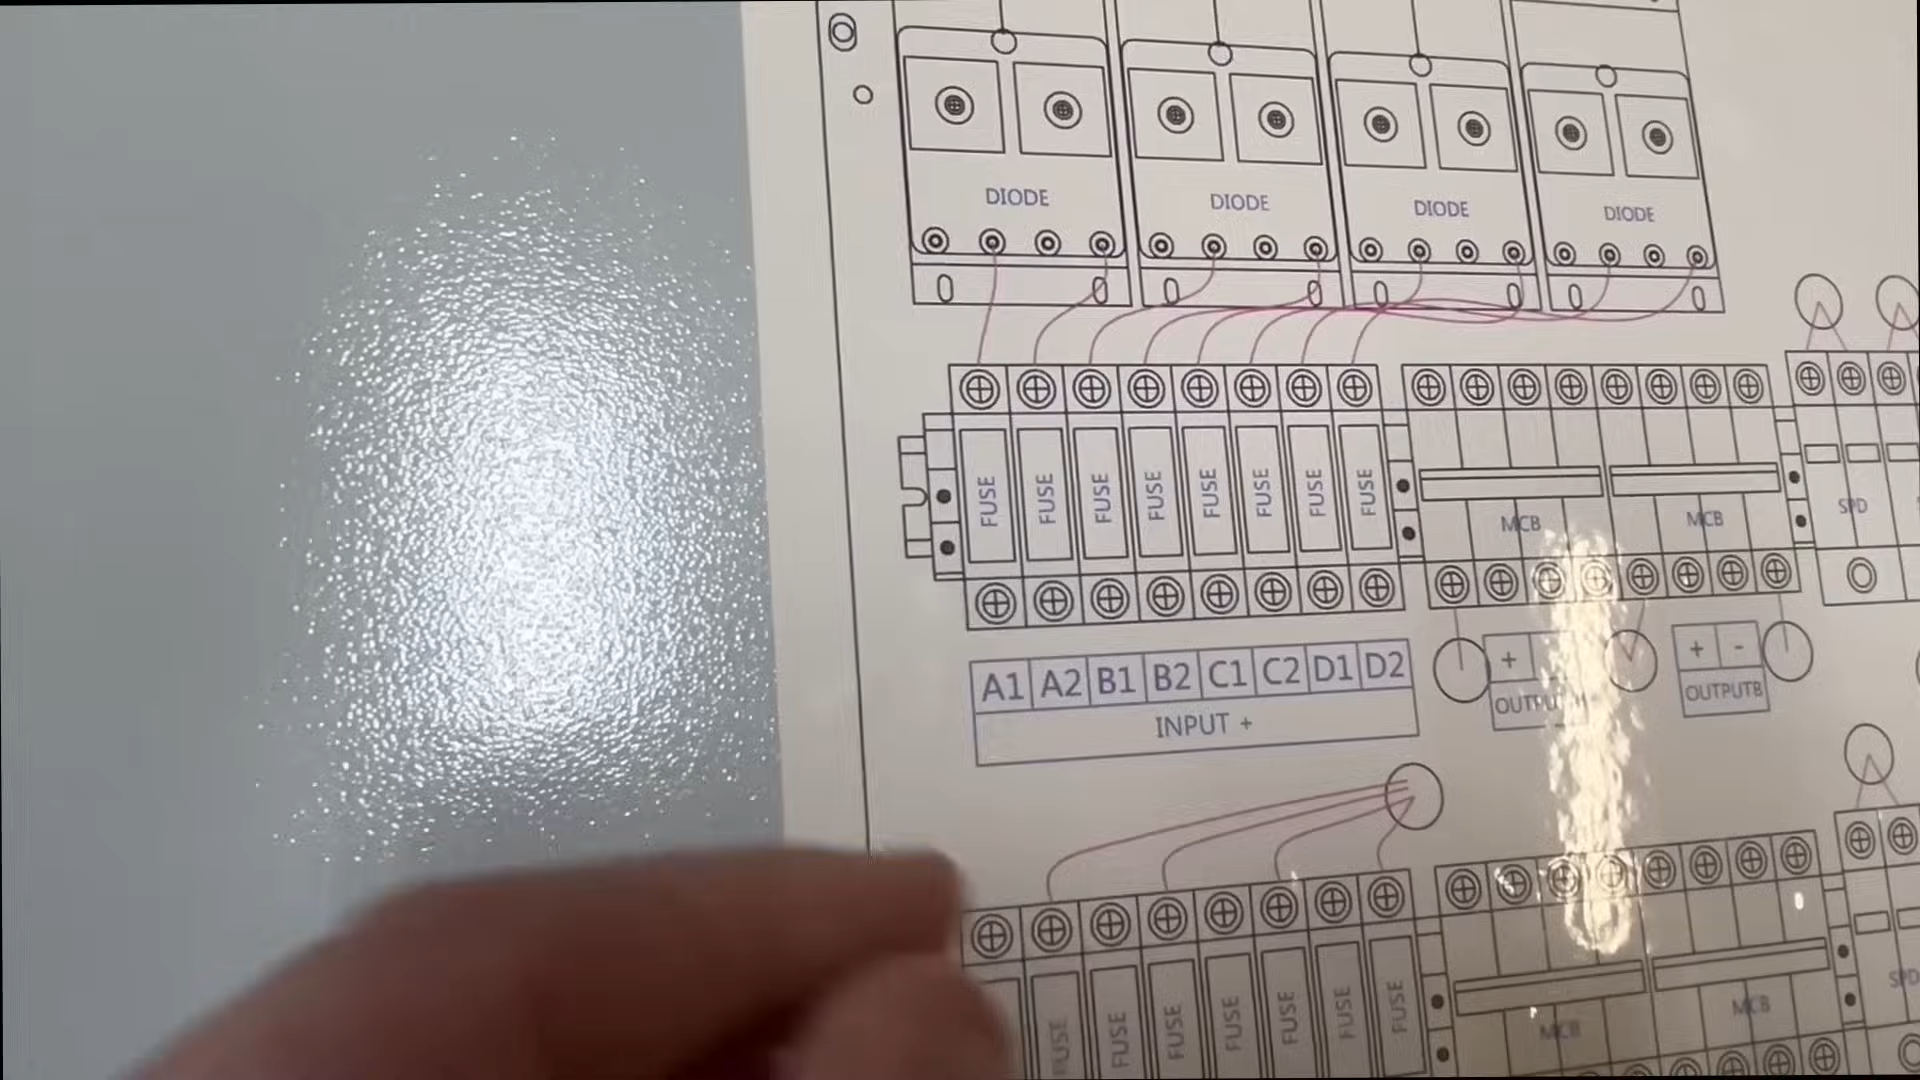 DIODE DIODE DIODE DIODE
FUSE FUSE FUSE FUSE FUSE FUSE FUSE FUSE
MCB MCB SPD
A1 A2 B1 B2 C1 C2 D1 D2
INPUT +
+
+ -
OUTPUTB
FUSE FUSE FUSE FUSE FUSE FUSE FUSE
MCB MCB SPD